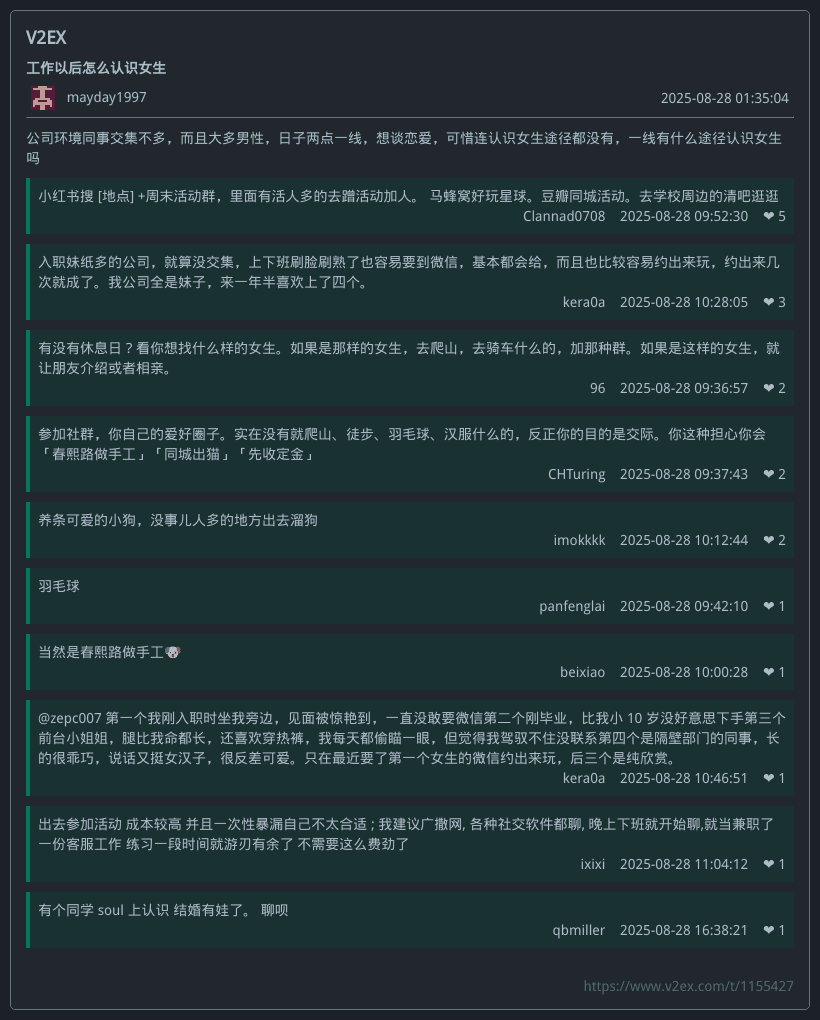 V2EX
工作以后怎么认识女生
mayday1997
2025-08-28 01:35:04
公司环境同事交集不多，而且大多男性，日子两点一线，想谈恋爱，可惜连认识女生途径都没有，一线有什么途径认识女生
吗
小红书搜 [地点] +周末活动群，里面有活人多的去蹭活动加人。 马蜂窝好玩星球。豆瓣同城活动。去学校周边的清吧逛逛
Clannad0708 2025-08-28 09:52:30 ❤ 5
入职妹纸多的公司，就算没交集，上下班刷脸刷熟了也容易要到微信，基本都会给，而且也比较容易约出来玩，约出来几
次就成了。我公司全是妹子，来一年半喜欢上了四个。
kera0a 2025-08-28 10:28:05 ❤ 3
有没有休息日？看你想找什么样的女生。如果是那样的女生，去爬山，去骑车什么的，加那种群。如果是这样的女生，就
让朋友介绍或者相亲。
96 2025-08-28 09:36:57 ❤ 2
参加社群，你自己的爱好圈子。实在没有就爬山、徒步、羽毛球、汉服什么的，反正你的目的是交际。你这种担心你会
「春熙路做手工」「同城出猫」「先收定金」
CHTuring 2025-08-28 09:37:43 ❤ 2
养条可爱的小狗，没事儿人多的地方出去溜狗
imokkkk 2025-08-28 10:12:44 ❤ 2
羽毛球
panfenglai 2025-08-28 09:42:10 ❤ 1
当然是春熙路做手工🐶
beixiao 2025-08-28 10:00:28 ❤ 1
@zepc007 第一个我刚入职时坐我旁边，见面被惊艳到，一直没敢要微信第二个刚毕业，比我小 10 岁没好意思下手第三个
前台小姐姐，腿比我命都长，还喜欢穿热裤，我每天都偷瞄一眼，但觉得我驾驭不住没联系第四个是隔壁部门的同事，长
的很乖巧，说话又挺女汉子，很反差可爱。只在最近要了第一个女生的微信约出来玩，后三个是纯欣赏。
kera0a 2025-08-28 10:46:51 ❤ 1
出去参加活动 成本较高 并且一次性暴漏自己不太合适 ; 我建议广撒网, 各种社交软件都聊, 晚上下班就开始聊,就当兼职了
一份客服工作 练习一段时间就游刃有余了 不需要这么费劲了
ixixi 2025-08-28 11:04:12 ❤ 1
有个同学 soul 上认识 结婚有娃了。 聊呗
qbmiller 2025-08-28 16:38:21 ❤ 1
https://www.v2ex.com/t/1155427